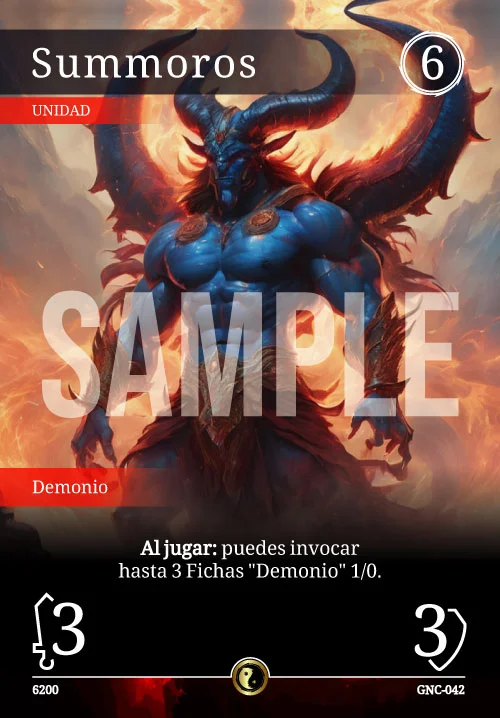 Summoros
6
UNIDAD
SAMPLE
Demonio
Al jugar: puedes invocar
hasta 3 Fichas "Demonio" 1/0.
3
3
6200
GNC-042